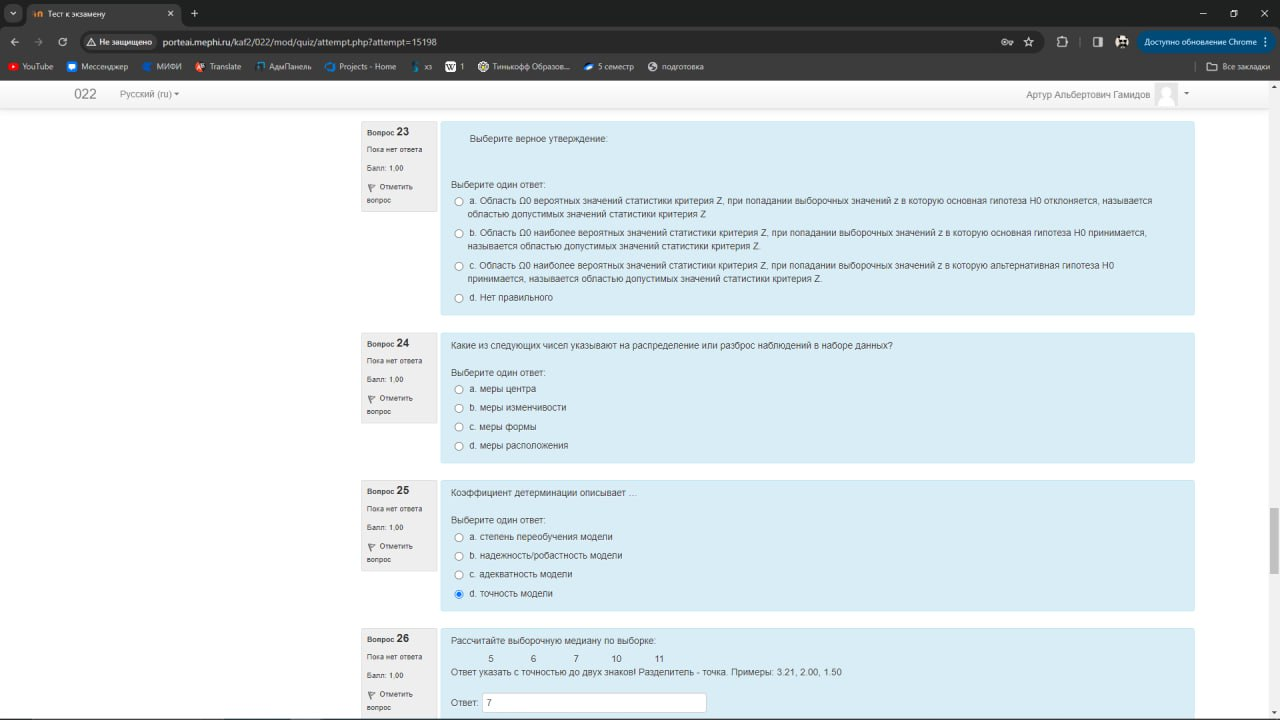 Тест к экзамену
Не защищено porteai.mephi.ru/kaf2/022/mod/quiz/attempt.php?attempt=15198
Доступно обновление Chrome
YouTube Мессенджер МИФИ Translate АдмПанель Projects - Home хз 1 Тинькофф Образов... 5 семестр подготовка Все закладки
022 Русский (ru) Артур Альбертович Гамидов
Вопрос 23
Пока нет ответа
Балл: 1,00
Отметить
вопрос
Выберите верное утверждение:
Выберите один ответ:
a. Область Ω0 вероятных значений статистики критерия Z, при попадании выборочных значений z в которую основная гипотеза H0 отклоняется, называется
областью допустимых значений статистики критерия Z
b. Область Ω0 наиболее вероятных значений статистики критерия Z, при попадании выборочных значений z в которую основная гипотеза H0 принимается,
называется областью допустимых значений статистики критерия Z.
c. Область Ω0 наиболее вероятных значений статистики критерия Z, при попадании выборочных значений z в которую альтернативная гипотеза H0
принимается, называется областью допустимых значений статистики критерия Z.
d. Нет правильного
Вопрос 24
Пока нет ответа
Балл: 1,00
Отметить
вопрос
Какие из следующих чисел указывают на распределение или разброс наблюдений в наборе данных?
Выберите один ответ:
a. меры центра
b. меры изменчивости
c. меры формы
d. меры расположения
Вопрос 25
Пока нет ответа
Балл: 1,00
Отметить
вопрос
Коэффициент детерминации описывает ...
Выберите один ответ:
a. степень переобучения модели
b. надежность/робастность модели
c. адекватность модели
d. точность модели
Вопрос 26
Пока нет ответа
Балл: 1,00
Отметить
вопрос
Рассчитайте выборочную медиану по выборке:
5 6 7 10 11
Ответ указать с точностью до двух знаков! Разделитель - точка. Примеры: 3.21, 2.00, 1.50
Ответ: 7